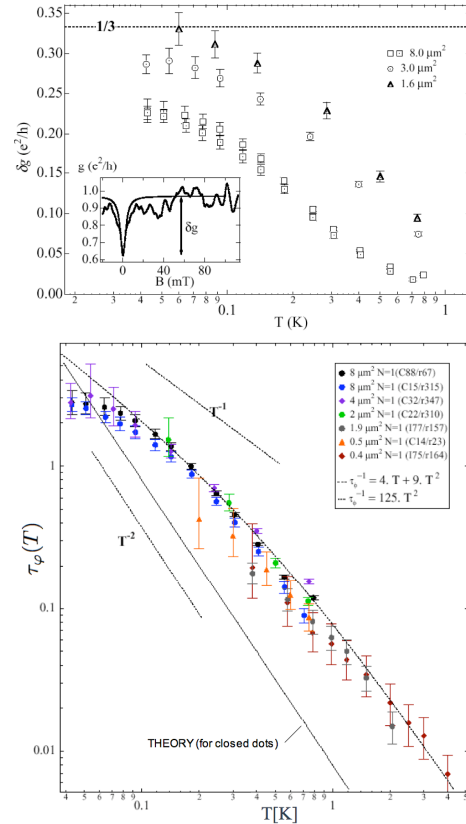 0.35
1/3
0.30
0.25
0.20
0.15
0.10
0.05
0.00
δg (e²/h)
8.0 μm²
3.0 μm²
1.6 μm²
g (e²/h)
1.0
0.9
0.8
0.7
0.6
δg
0 40 80
B (mT)
2 3 4 5 6 7 8 9 2 3 4 5 6 7 8 9
0.1 1
T (K)
8 μm² N=1 (C88/r67)
8 μm² N=1 (C15/r315)
4 μm² N=1 (C32/r347)
2 μm² N=1 (C22/r310)
1.9 μm² N=1 (I77/r157)
0.5 μm² N=1 (C14/r23)
0.4 μm² N=1 (I75/r164)
τφ⁻¹ = 4. T + 9. T²
τφ⁻¹ = 125. T²
T⁻¹
T⁻²
1
0.1
0.01
τφ(T)
THEORY (for closed dots)
4 5 6 7 8 9 2 3 4 5 6 7 8 9 2 3 4 5
0.1 1
T[K]